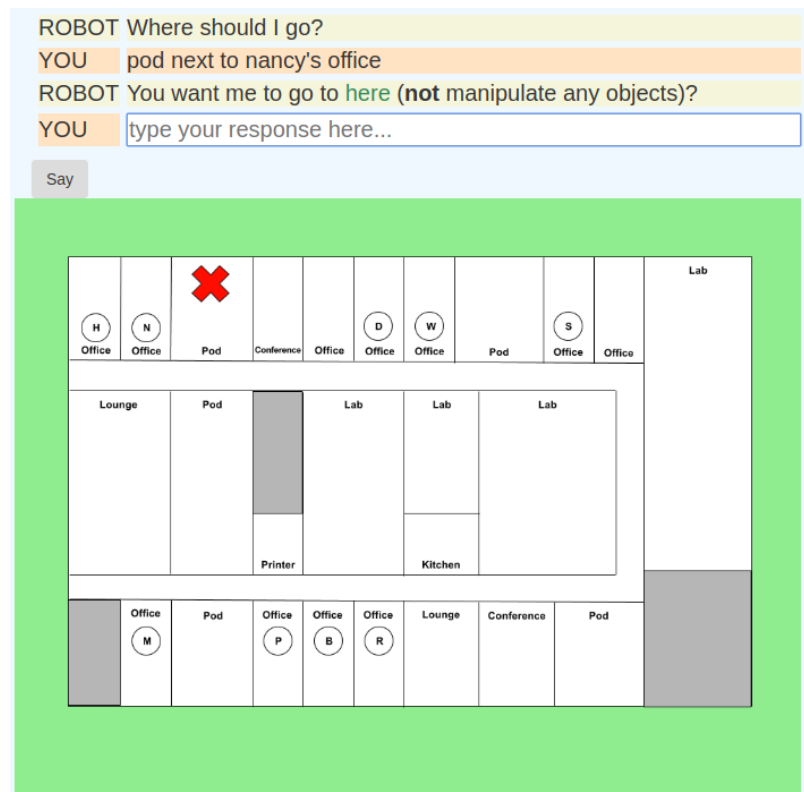 ROBOT Where should I go?
YOU pod next to nancy's office
ROBOT You want me to go to here (not manipulate any objects)?
YOU type your response here...
Say
Lab
H N D W S
Office Office Pod Conference Office Office Office Pod Office Office
Lounge Pod Lab Lab Lab
Printer Kitchen
Office Pod Office Office Office Lounge Conference Pod
M P B R